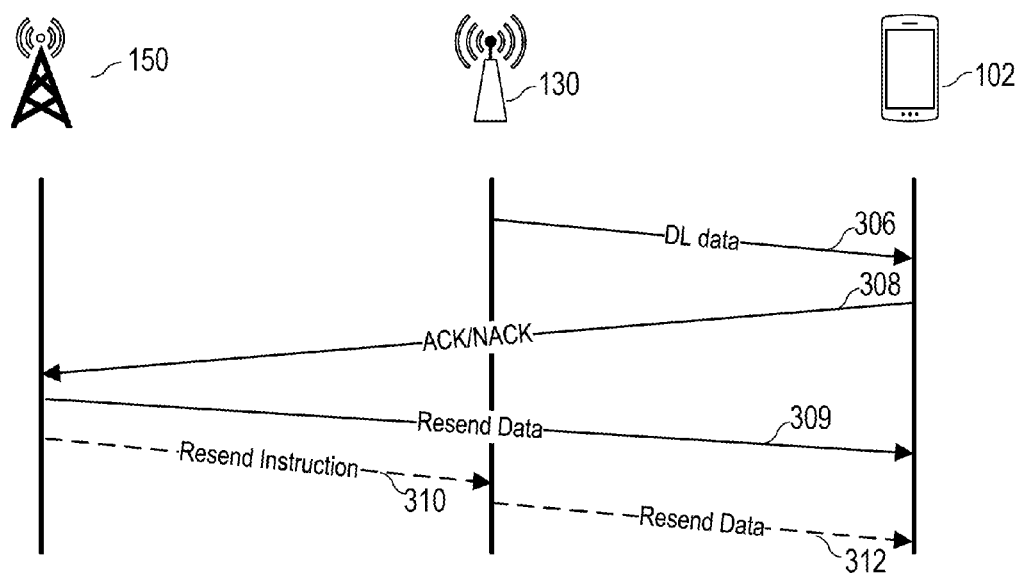 150
130
102
306
DL data
308
ACK/NACK
309
Resend Data
Resend Instruction
310
Resend Data
312